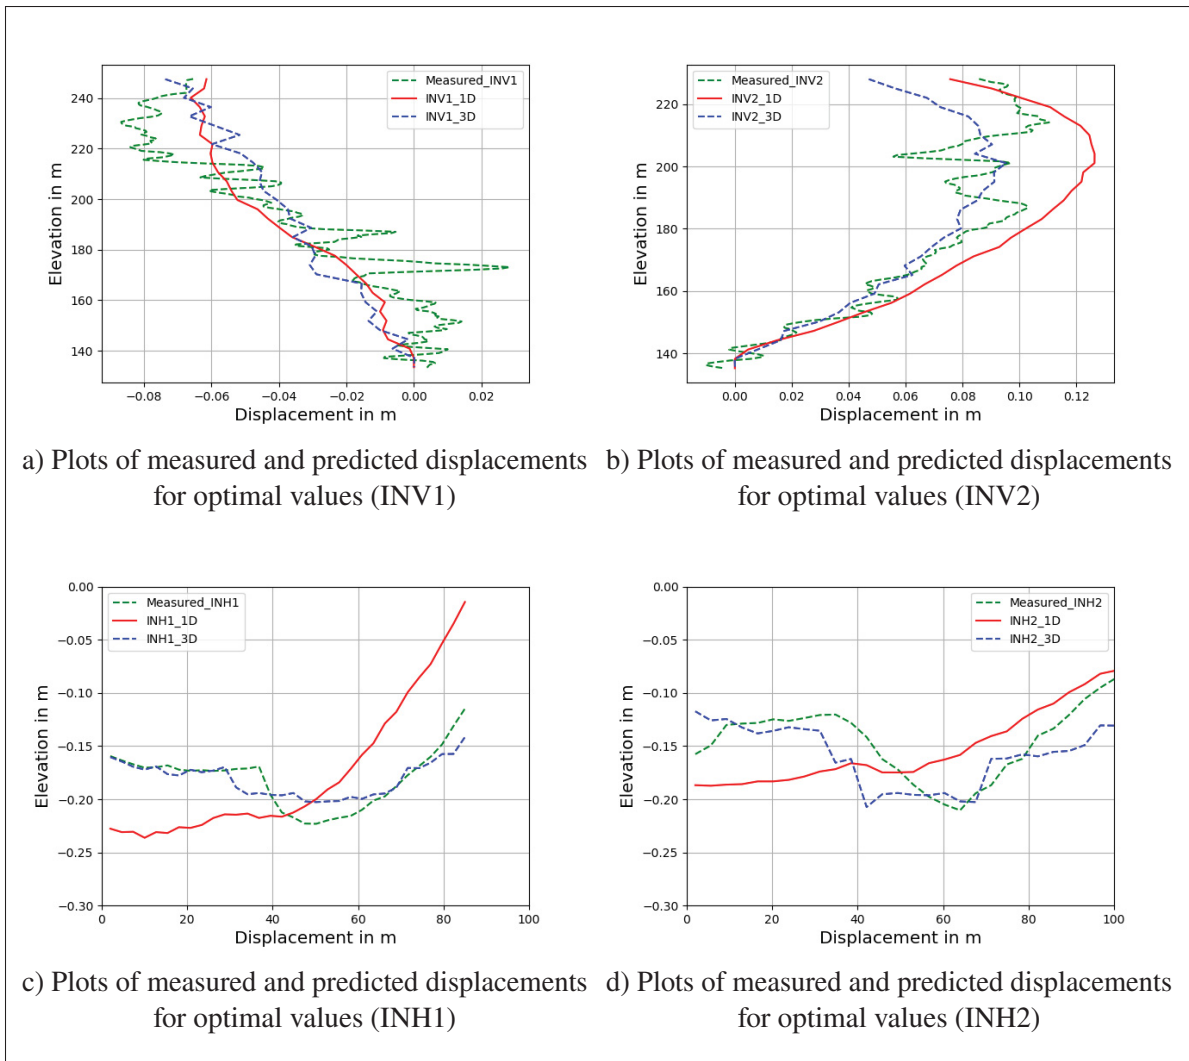 Measured_INV1
INV1_1D
INV1_3D
240
220
200
180
160
140
Elevation in m
−0.08 −0.06 −0.04 −0.02 0.00 0.02
Displacement in m
Measured_INV2
INV2_1D
INV2_3D
220
200
180
160
140
Elevation in m
0.00 0.02 0.04 0.06 0.08 0.10 0.12
Displacement in m
a) Plots of measured and predicted displacements
for optimal values (INV1)
b) Plots of measured and predicted displacements
for optimal values (INV2)
Measured_INH1
INH1_1D
INH1_3D
0.00
−0.05
−0.10
−0.15
−0.20
−0.25
−0.30
Elevation in m
0 20 40 60 80 100
Displacement in m
Measured_INH2
INH2_1D
INH2_3D
0.00
−0.05
−0.10
−0.15
−0.20
−0.25
−0.30
Elevation in m
0 20 40 60 80 100
Displacement in m
c) Plots of measured and predicted displacements
for optimal values (INH1)
d) Plots of measured and predicted displacements
for optimal values (INH2)